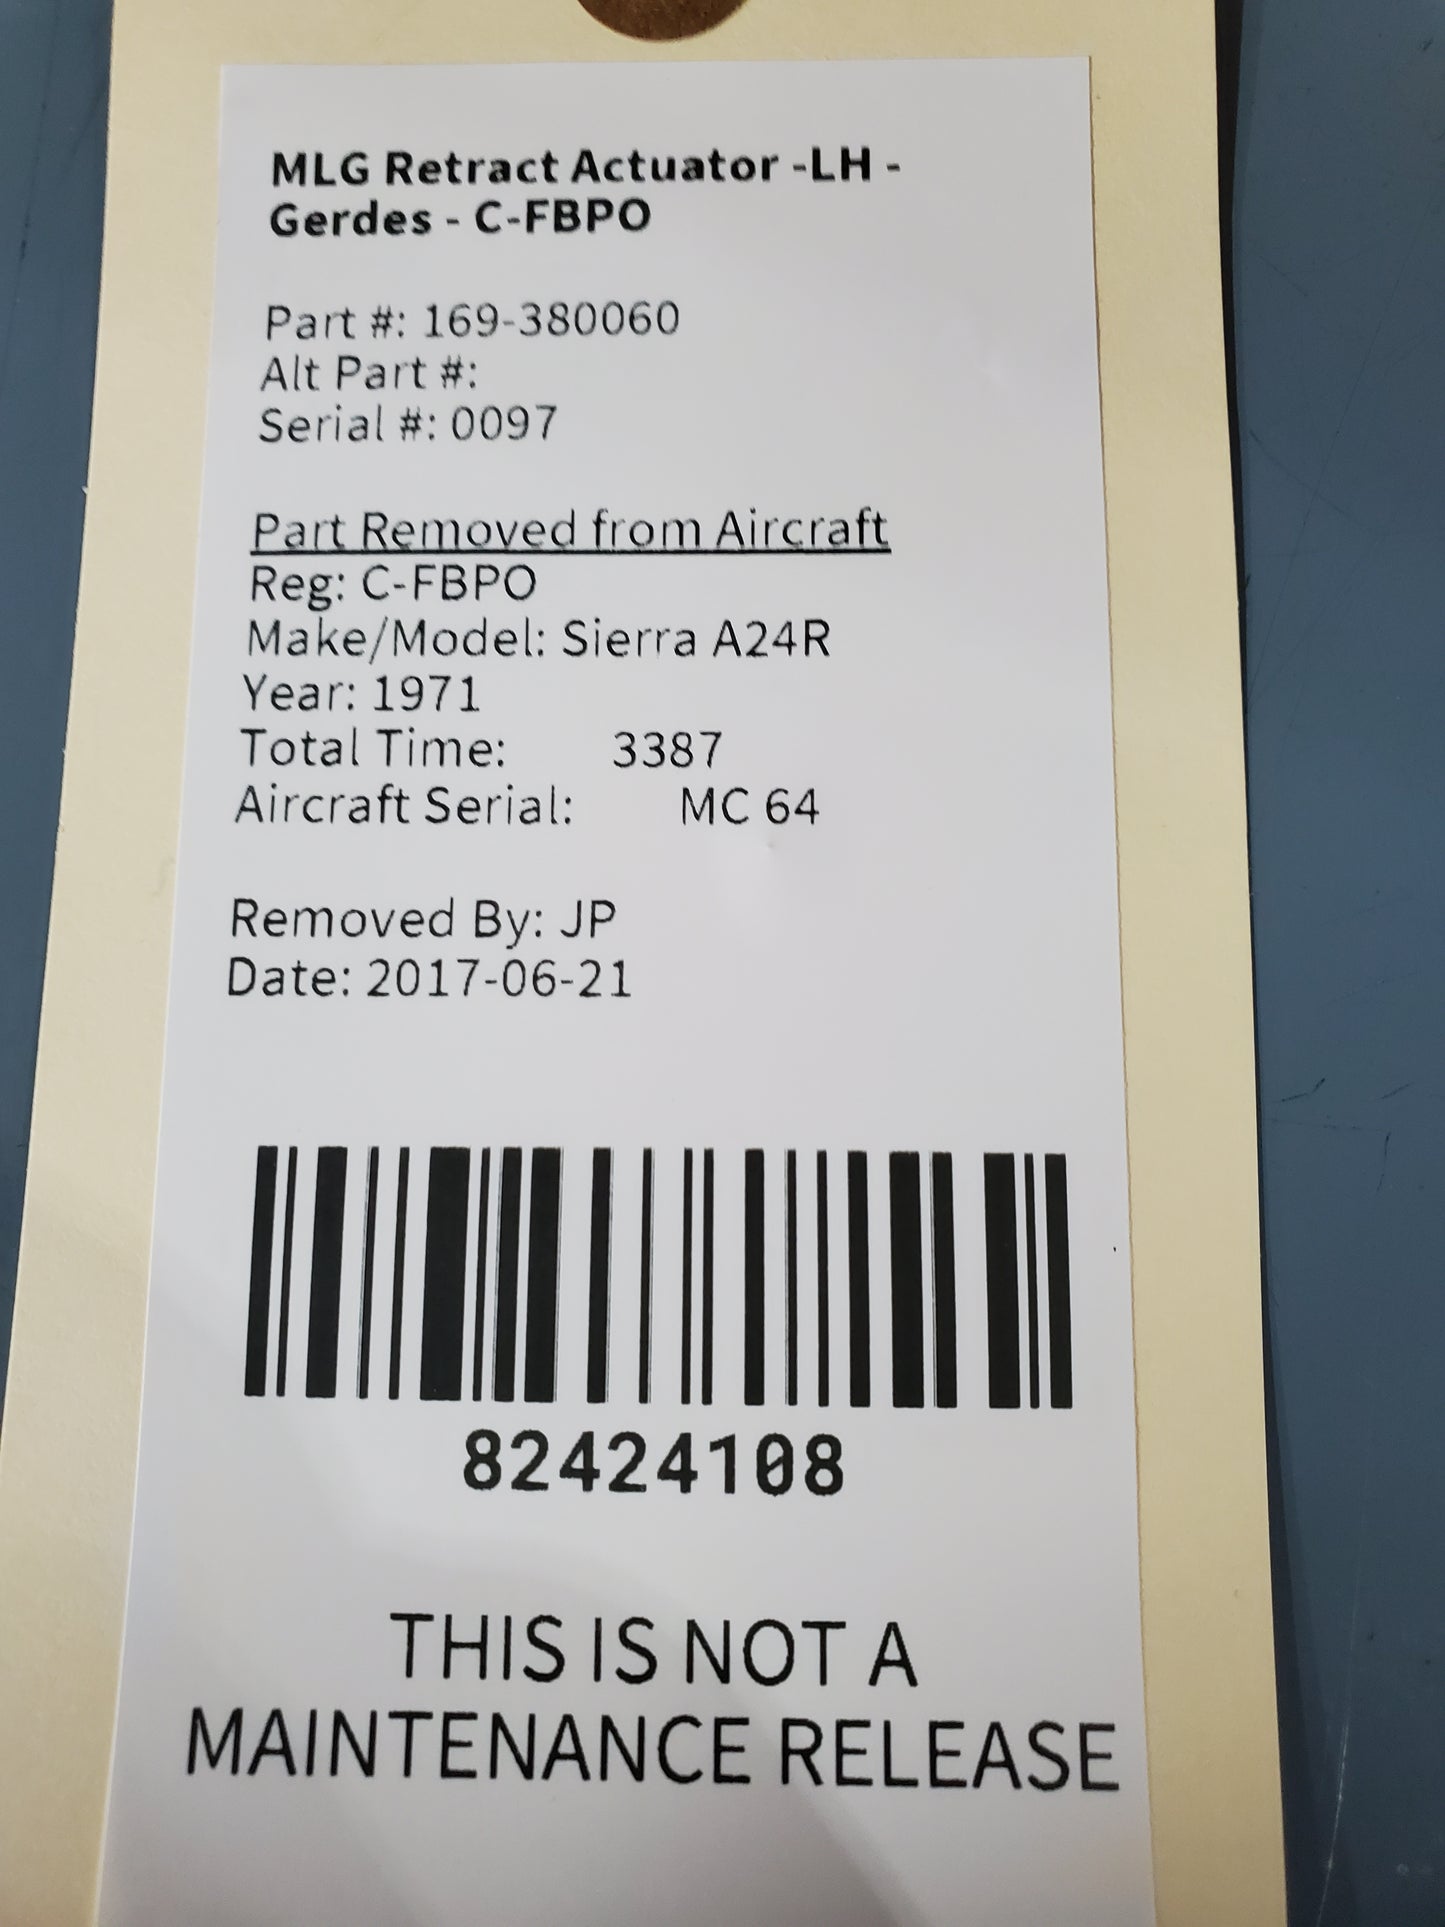 MLG Retract Actuator -LH -
Gerdes - C-FBPO
Part #: 169-380060
Alt Part #:
Serial #: 0097
Part Removed from Aircraft
Reg: C-FBPO
Make/Model: Sierra A24R
Year: 1971
Total Time: 3387
Aircraft Serial: MC 64
Removed By: JP
Date: 2017-06-21
82424108
THIS IS NOT A
MAINTENANCE RELEASE